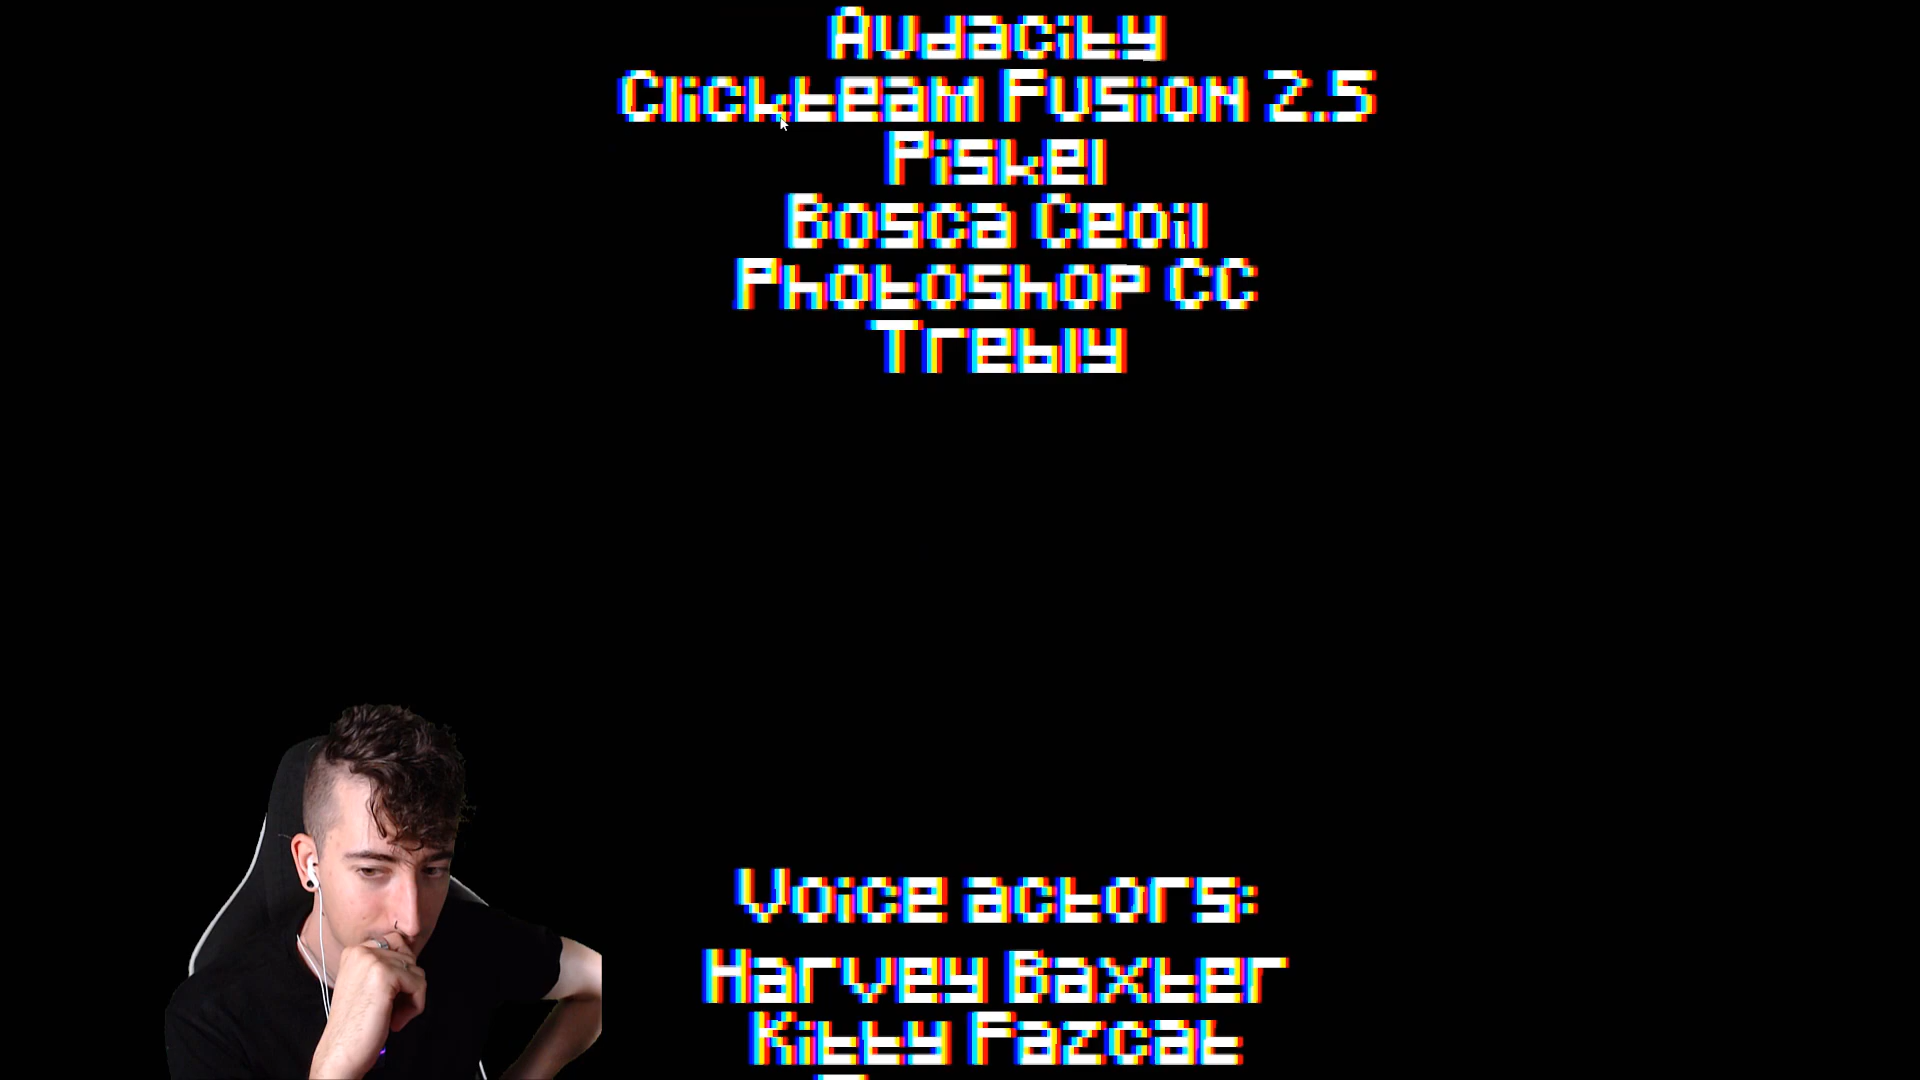 Audacity
Clickteam Fusion 2.5
Piskel
Bosca Ceoil
Photoshop CC
Trebly
Voice actors:
Harvey Baxter
Kitty Fazcat